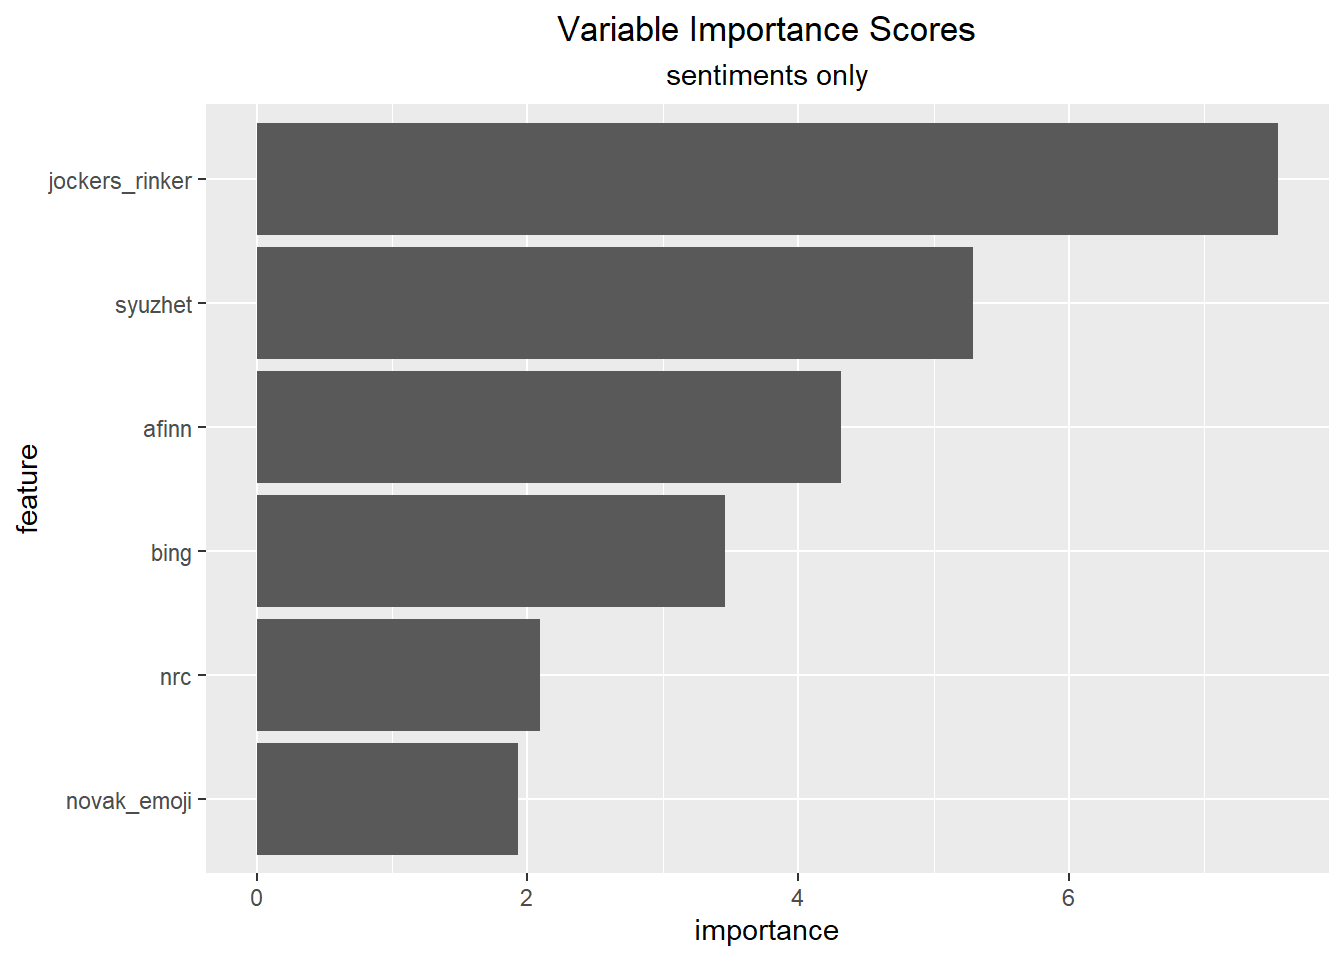 Variable Importance Scores
sentiments only
jockers_rinker
syuzhet
afinn
bing
nrc
novak_emoji
feature
0 2 4 6
importance